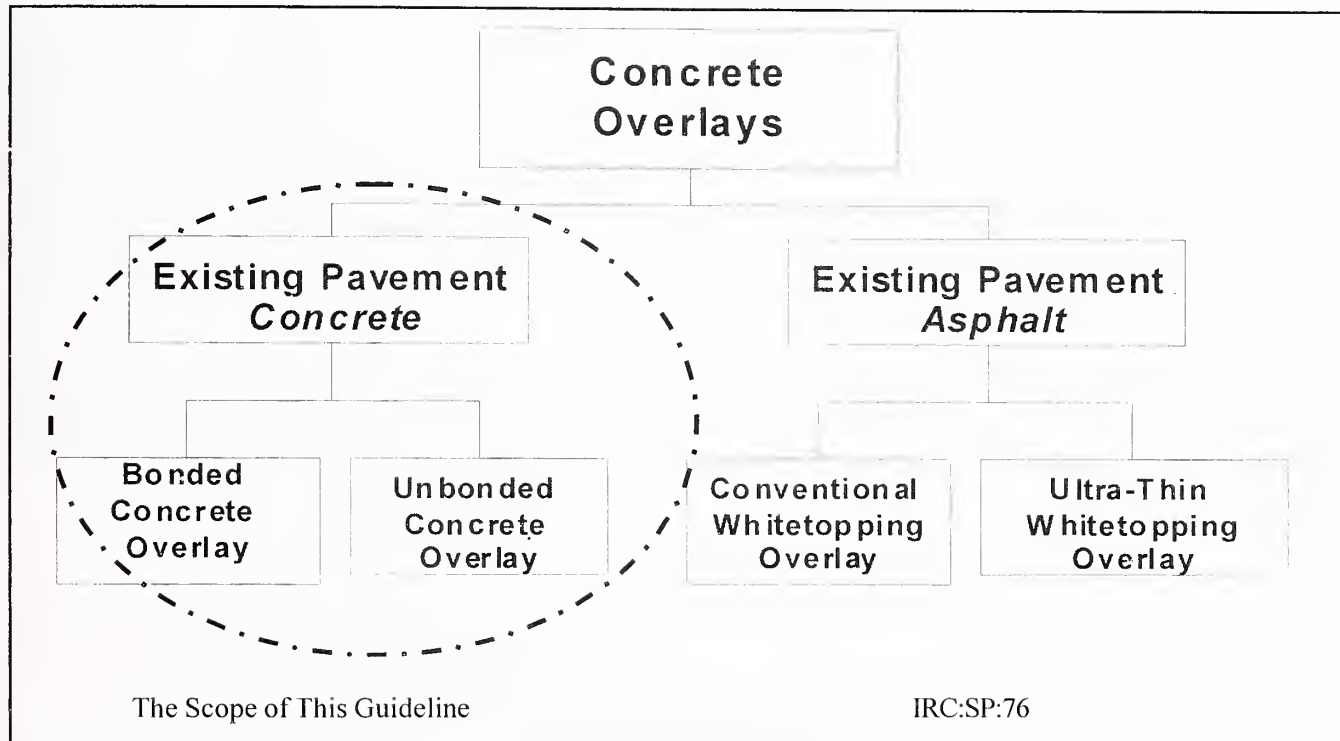 Concrete
Overlays
Existing Pavement
Concrete
Existing Pavement
Asphalt
Bonded
Concrete
Overlay
Unbonded
Concrete
Overlay
Conventional
Whitetopping
Overlay
Ultra-Thin
Whitetopping
Overlay
The Scope of This Guideline
IRC:SP:76